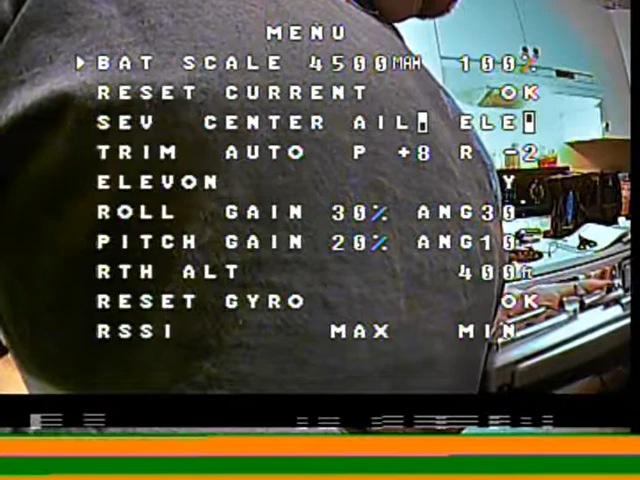 MENU
BAT SCALE 4500MAH 100%
RESET CURRENT OK
SEV CENTER AIL ELE
TRIM AUTO P +8 R -2
ELEVON Y
ROLL GAIN 30% ANG30
PITCH GAIN 20% ANG10
RTH ALT 400ft
RESET GYRO OK
RSSI MAX MIN